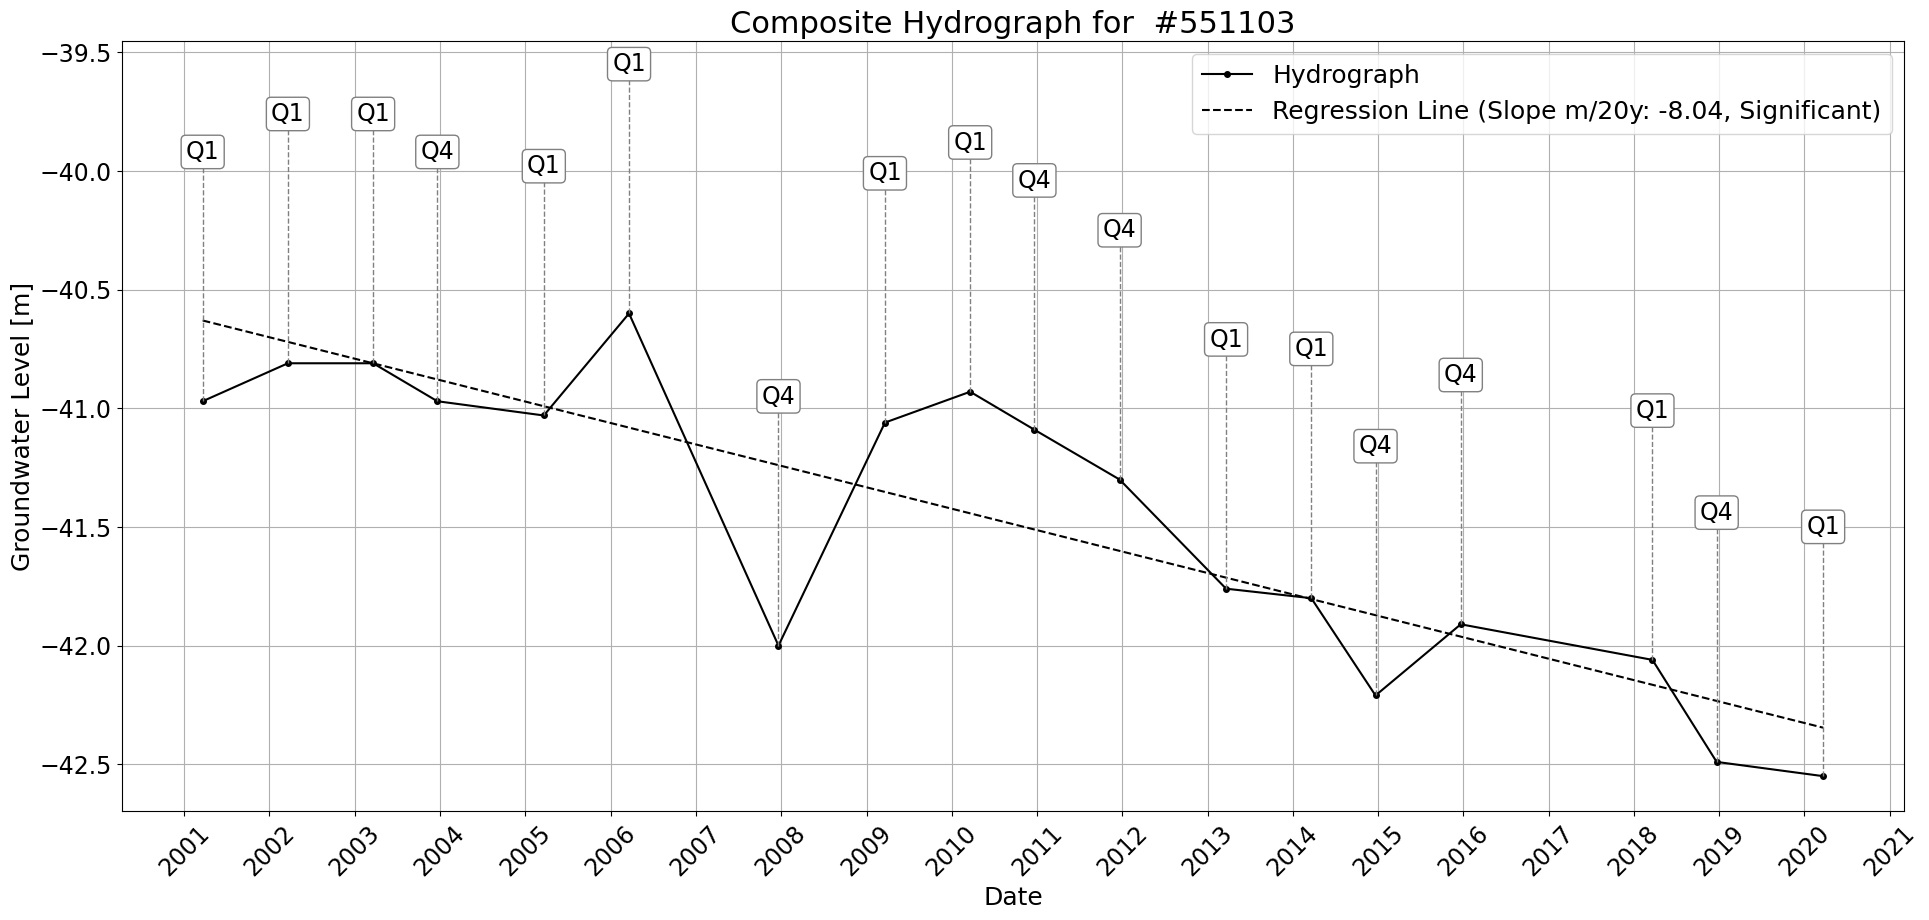 Composite Hydrograph for  #551103
Hydrograph
Regression Line (Slope m/20y: -8.04, Significant)
Groundwater Level [m]
−39.5
−40.0
−40.5
−41.0
−41.5
−42.0
−42.5
Q1
Q1
Q1
Q4
Q1
Q1
Q4
Q1
Q1
Q4
Q4
Q1
Q1
Q4
Q4
Q1
Q4
Q1
2001
2002
2003
2004
2005
2006
2007
2008
2009
2010
2011
2012
2013
2014
2015
2016
2017
2018
2019
2020
2021
Date